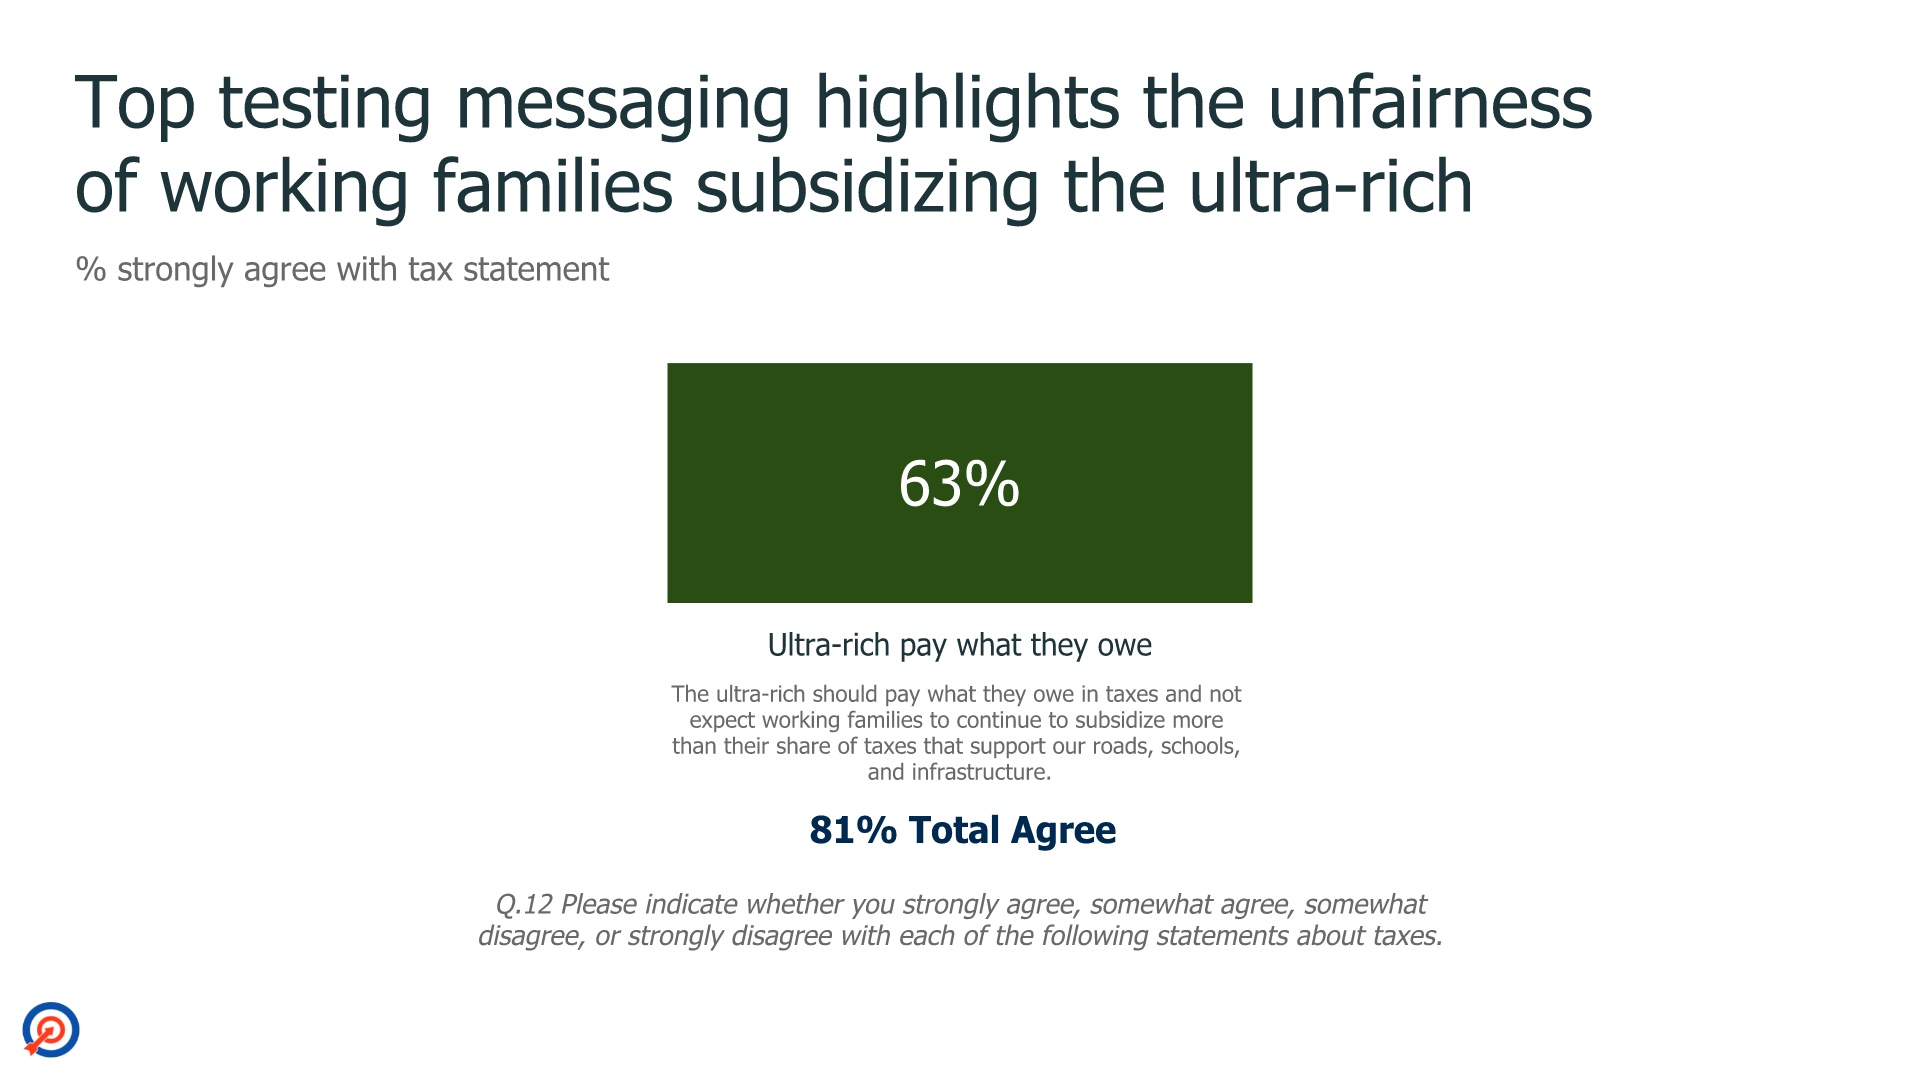 Top testing messaging highlights the unfairness
of working families subsidizing the ultra-rich
% strongly agree with tax statement
63%
Ultra-rich pay what they owe
The ultra-rich should pay what they owe in taxes and not
expect working families to continue to subsidize more
than their share of taxes that support our roads, schools,
and infrastructure.
81% Total Agree
Q.12 Please indicate whether you strongly agree, somewhat agree, somewhat
disagree, or strongly disagree with each of the following statements about taxes.